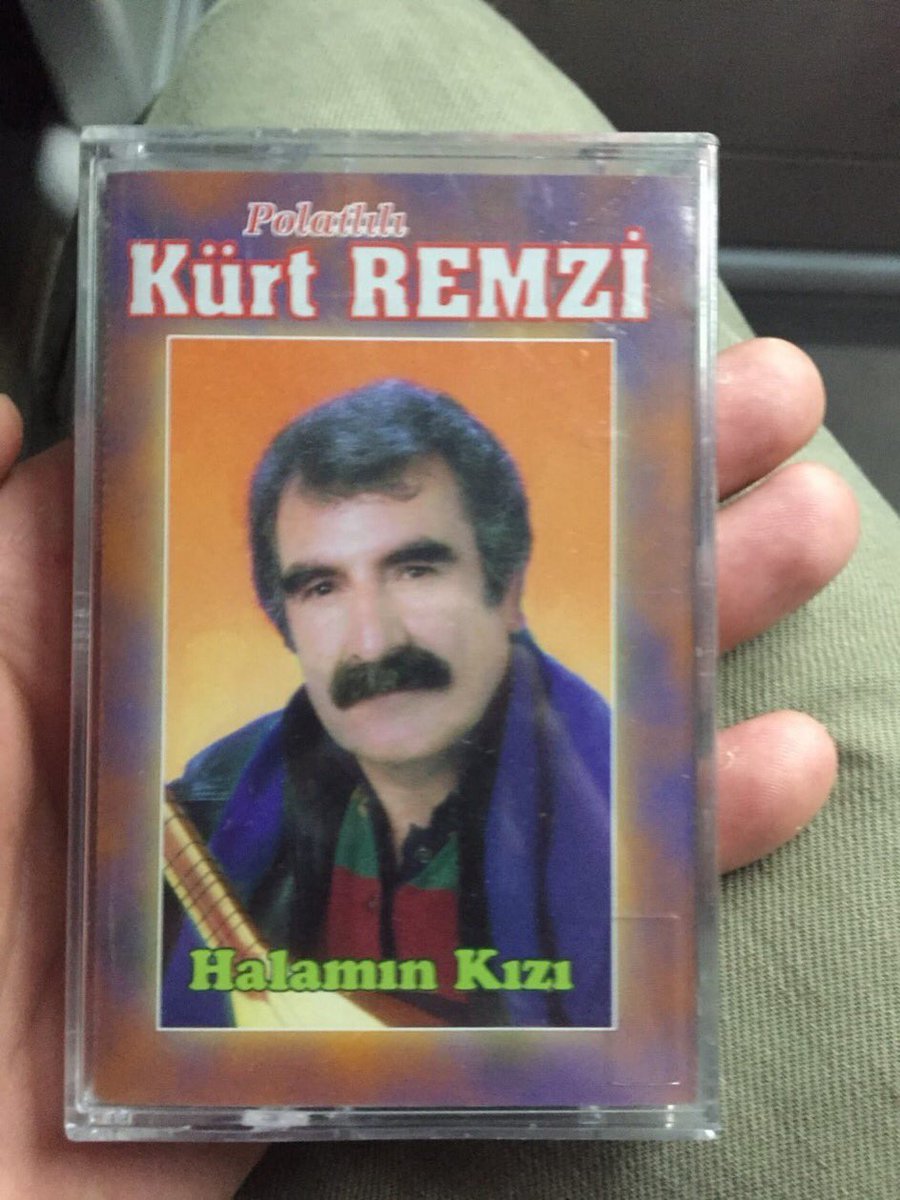 Polatlılı
Kürt REMZİ
Halamın Kızı